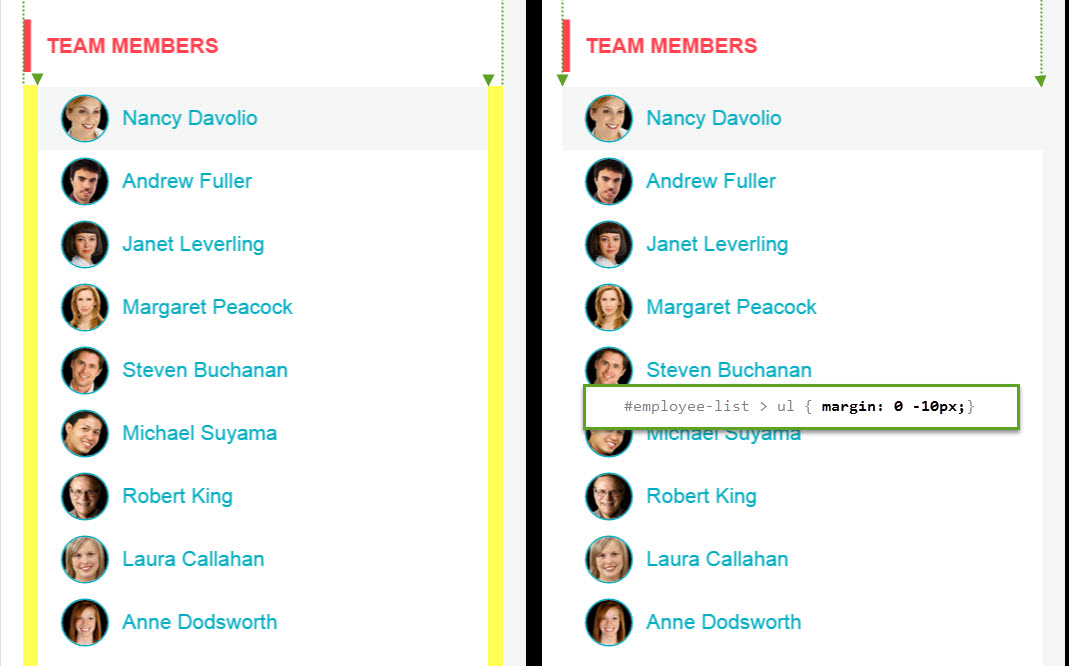 TEAM MEMBERS
Nancy Davolio
Andrew Fuller
Janet Leverling
Margaret Peacock
Steven Buchanan
Michael Suyama
Robert King
Laura Callahan
Anne Dodsworth
TEAM MEMBERS
Nancy Davolio
Andrew Fuller
Janet Leverling
Margaret Peacock
Steven Buchanan
#employee-list > ul { margin: 0 -10px;}
Michael Suyama
Robert King
Laura Callahan
Anne Dodsworth